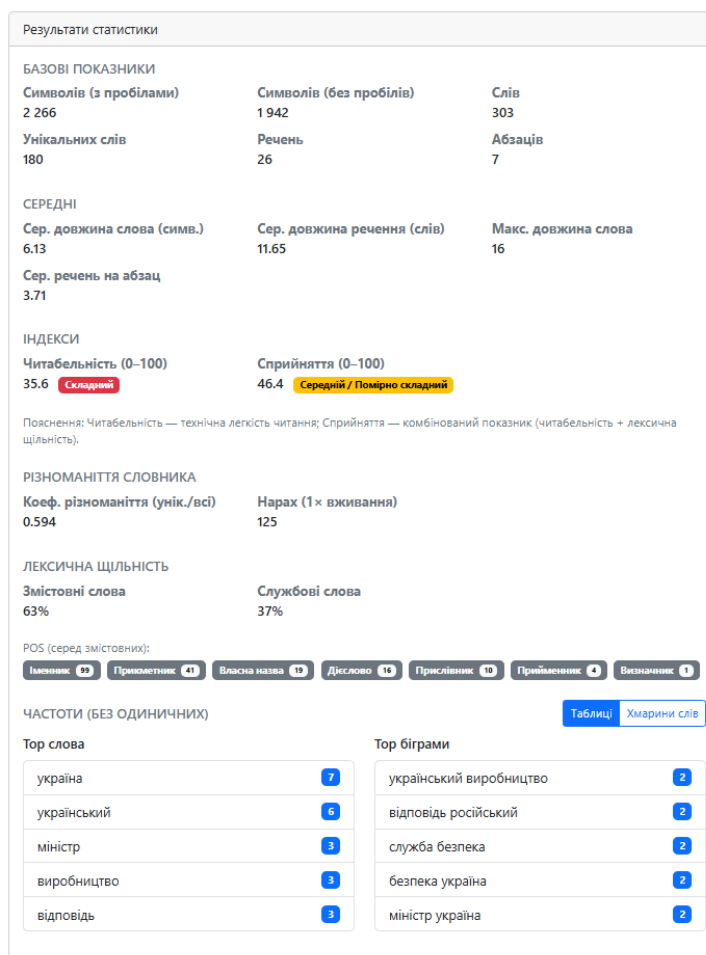 Результати статистики
БАЗОВІ ПОКАЗНИКИ
Символів (з пробілами) Символів (без пробілів) Слів
2 266 1 942 303
Унікальних слів Речень Абзаців
180 26 7
СЕРЕДНІ
Сер. довжина слова (симв.) Сер. довжина речення (слів) Макс. довжина слова
6.13 11.65 16
Сер. речень на абзац
3.71
ІНДЕКСИ
Читабельність (0–100) Сприйняття (0–100)
35.6 Складний 46.4 Середній / Помірно складний
Пояснення: Читабельність — технічна легкість читання; Сприйняття — комбінований показник (читабельність + лексична
щільність).
РІЗНОМАНІТТЯ СЛОВНИКА
Коеф. різноманіття (унік./всі) Нарах (1× вживання)
0.594 125
ЛЕКСИЧНА ЩІЛЬНІСТЬ
Змістовні слова Службові слова
63% 37%
POS (серед змістовних):
Іменник 99 Прикметник 41 Власна назва 19 Дієслово 16 Прислівник 10 Прийменник 4 Визначник 1
ЧАСТОТИ (БЕЗ ОДИНИЧНИХ) Таблиці Хмарини слів
Top слова Top біграми
україна 7 український виробництво 2
український 6 відповідь російський 2
міністр 3 служба безпека 2
виробництво 3 безпека україна 2
відповідь 3 міністр україна 2